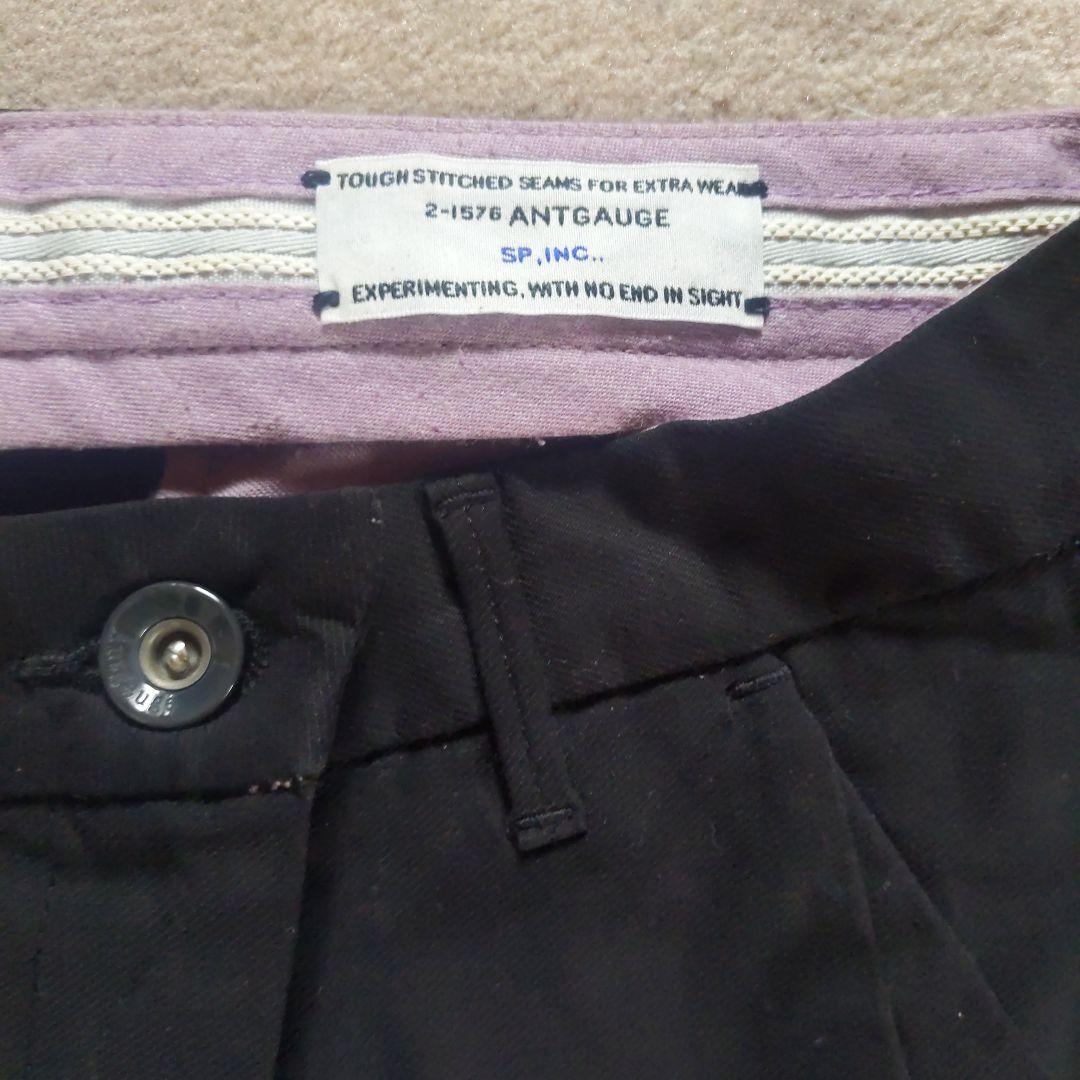 TOUGH STITCHED SEAMS FOR EXTRA WEAR
2-1576 ANTGAUGE
SP,INC..
EXPERIMENTING, WITH NO END IN SIGHT